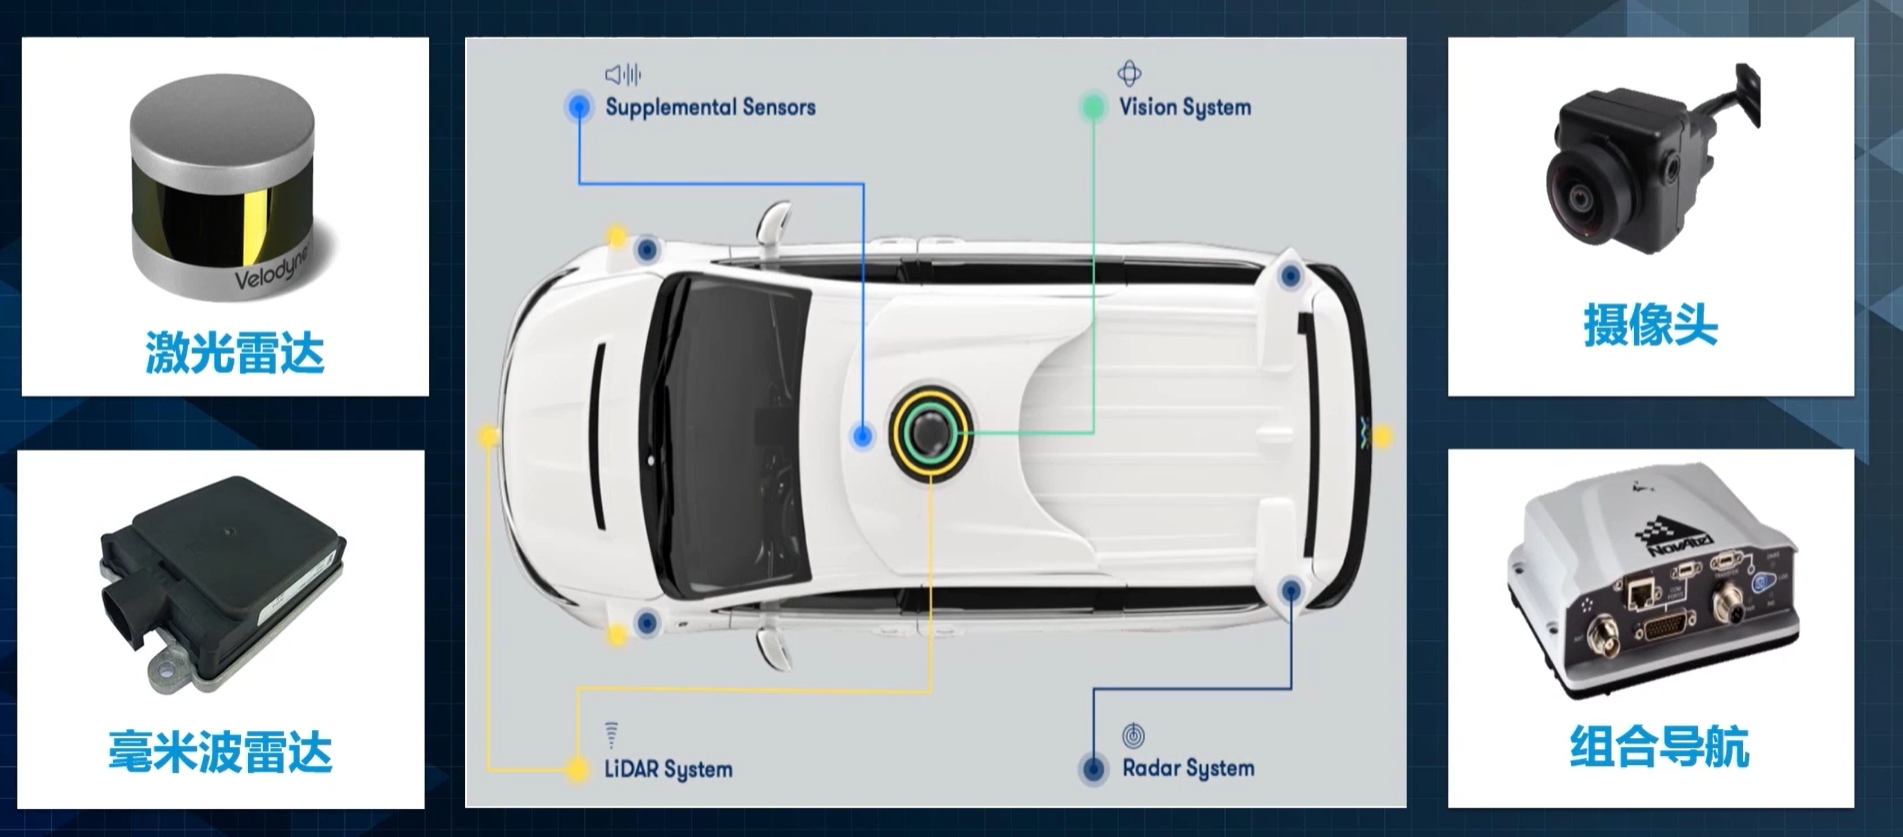 Velodyne
激光雷达
毫米波雷达
Supplemental Sensors
Vision System
LiDAR System
Radar System
摄像头
NovAtel
组合导航